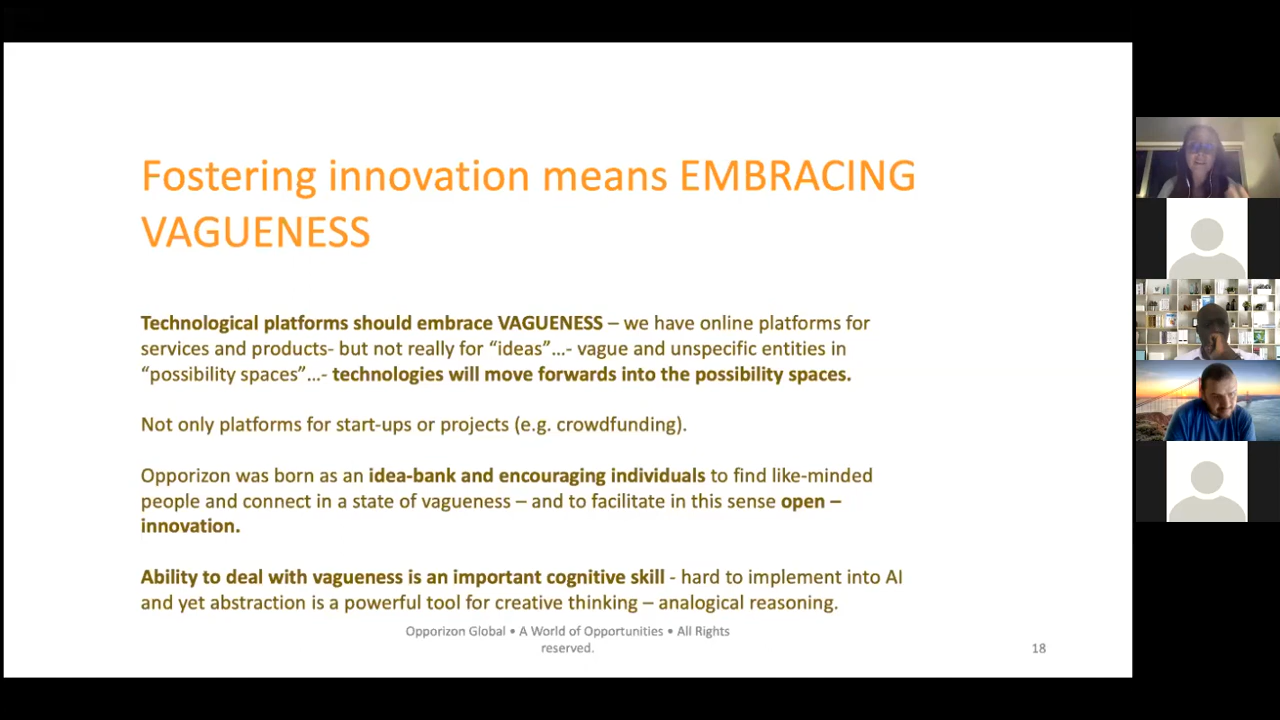 Fostering innovation means EMBRACING
VAGUENESS
Technological platforms should embrace VAGUENESS – we have online platforms for
services and products- but not really for “ideas”…- vague and unspecific entities in
“possibility spaces”…- technologies will move forwards into the possibility spaces.
Not only platforms for start-ups or projects (e.g. crowdfunding).
Opporizon was born as an idea-bank and encouraging individuals to find like-minded
people and connect in a state of vagueness – and to facilitate in this sense open –
innovation.
Ability to deal with vagueness is an important cognitive skill - hard to implement into AI
and yet abstraction is a powerful tool for creative thinking – analogical reasoning.
Opporizon Global • A World of Opportunities • All Rights
reserved.
18